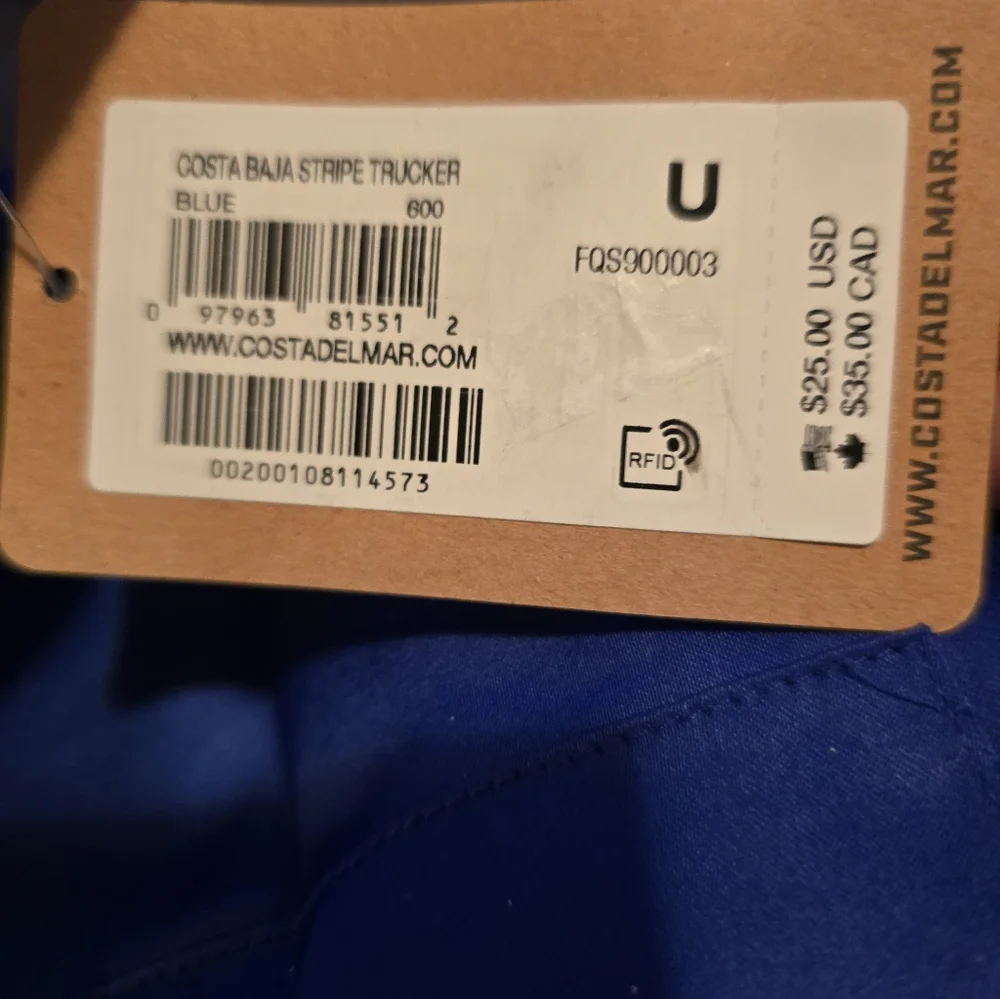 COSTA BAJA STRIPE TRUCKER
BLUE 600
0 97963 81551 2
WWW.COSTADELMAR.COM
00200108114573
U
FQS900003
RFID
$25.00 USD
$35.00 CAD
WWW.COSTADELMAR.COM